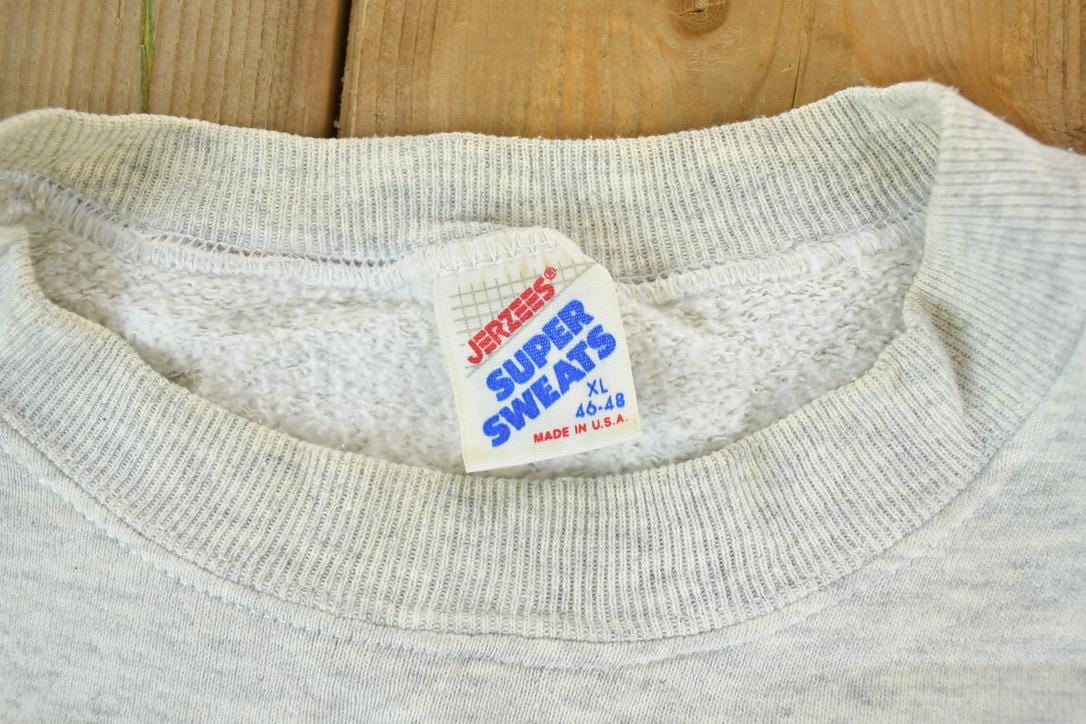 JERZEES®
SUPER
SWEATS
XL
46-48
MADE IN U.S.A.